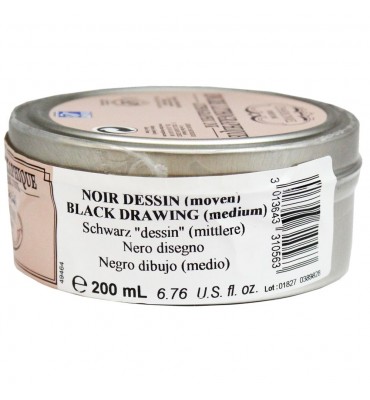 NOIR DESSIN (moyen)
BLACK DRAWING (medium)
Schwarz "dessin" (mittlere)
Nero disegno
Negro dibujo (medio)
℮ 200 mL 6.76 U.S. fl. oz.
3 013643 310563
Lot:01827 0389828
49464